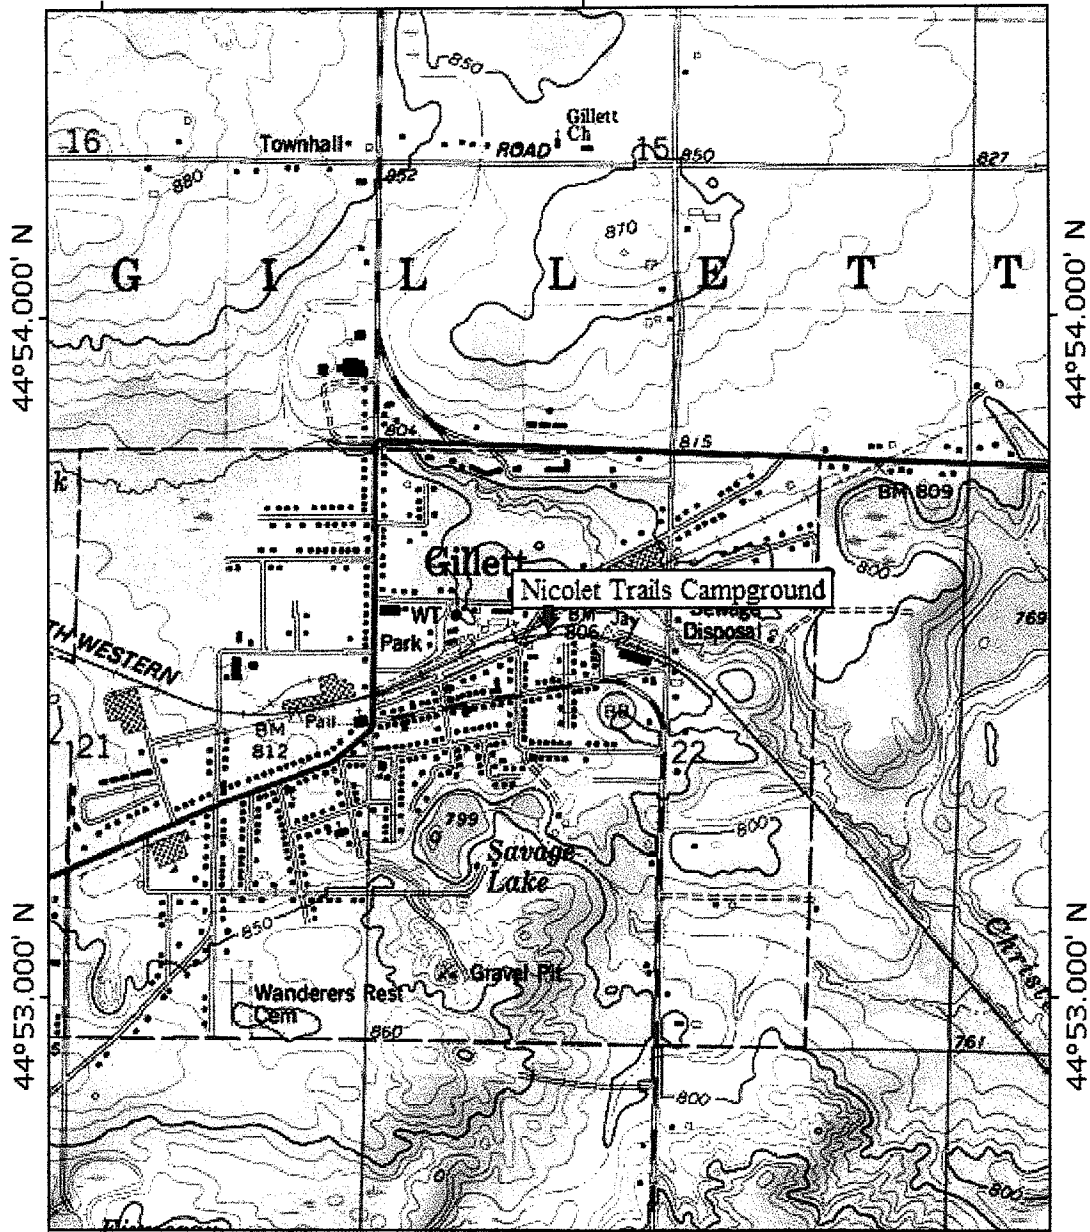 850
16
Townhall
Gillett
Ch
ROAD
15
850
852
827
880
870
G I L L E T T
44°54.000' N
44°54.000' N
804
815
k
BM 809
Gillett
800
Nicolet Trails Campground
WT
BM
806
Jay
Sewage
Disposal
769
Park
TH WESTERN
BM
812
21
22
799
800
Savage
Lake
850
44°53.000' N
44°53.000' N
Gravel Pit
Wanderers Rest
Cem
860
761
800
800